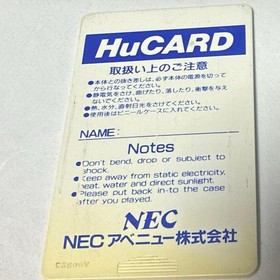 HuCARD
取扱い上のご注意
●本体との抜き差しは、必ず本体の電源を切って
から行なってください。
●静電気をさけ、曲げたり、落したり、衝撃を与え
ないでください。
●熱、水分、直射日光をさけてください。
●使用後はビニールケースに入れてください。
NAME:
Notes
●Don't bend, drop or subject to
shock.
●Keep away from static electricity,
heat, water and direct sunlight.
●Please put back in-to the case
after you played.
NEC
NECアベニュー株式会社